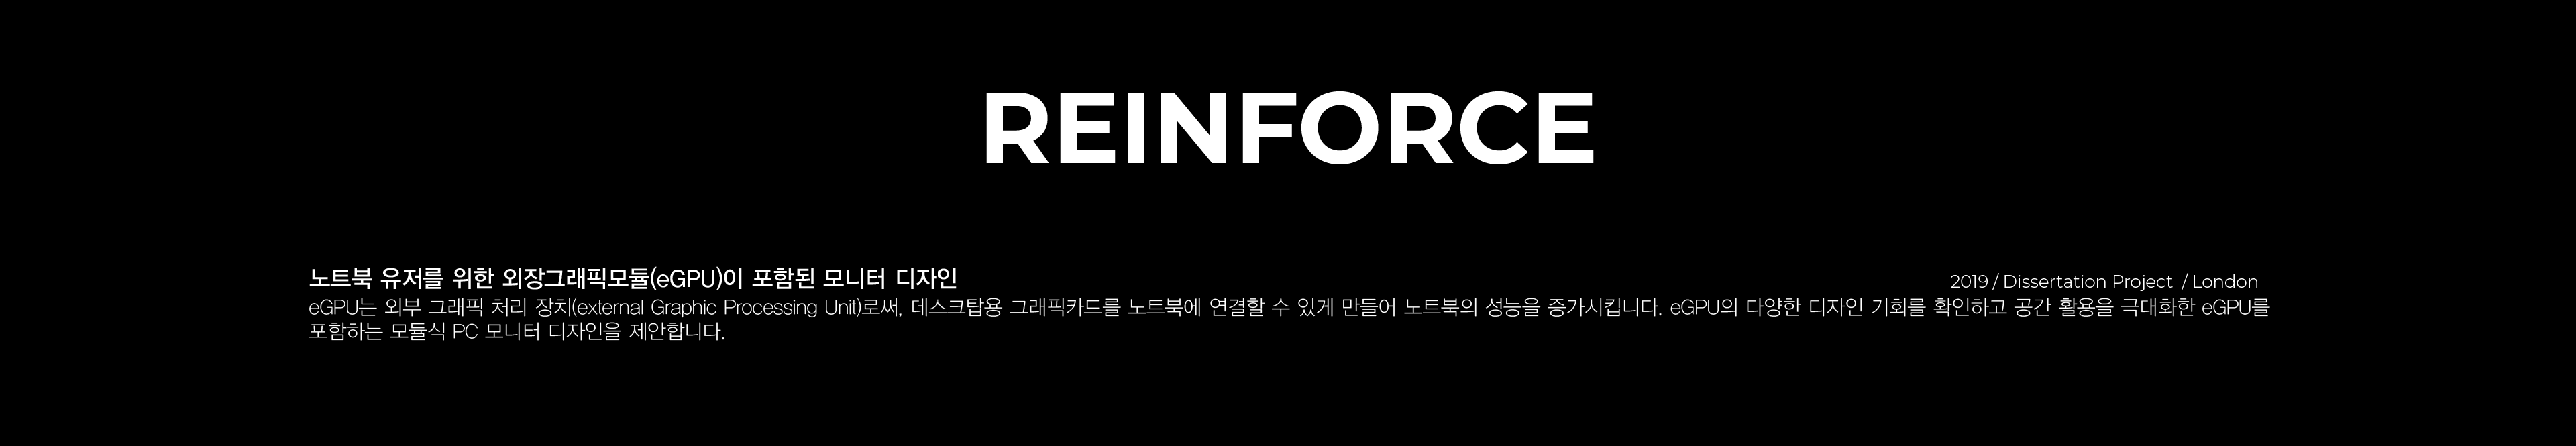 REINFORCE
노트북 유저를 위한 외장그래픽모듈(eGPU)이 포함된 모니터 디자인
2019 / Dissertation Project / London
eGPU는 외부 그래픽 처리 장치(external Graphic Processing Unit)로써, 데스크탑용 그래픽카드를 노트북에 연결할 수 있게 만들어 노트북의 성능을 증가시킵니다. eGPU의 다양한 디자인 기회를 확인하고 공간 활용을 극대화한 eGPU를
포함하는 모듈식 PC 모니터 디자인을 제안합니다.